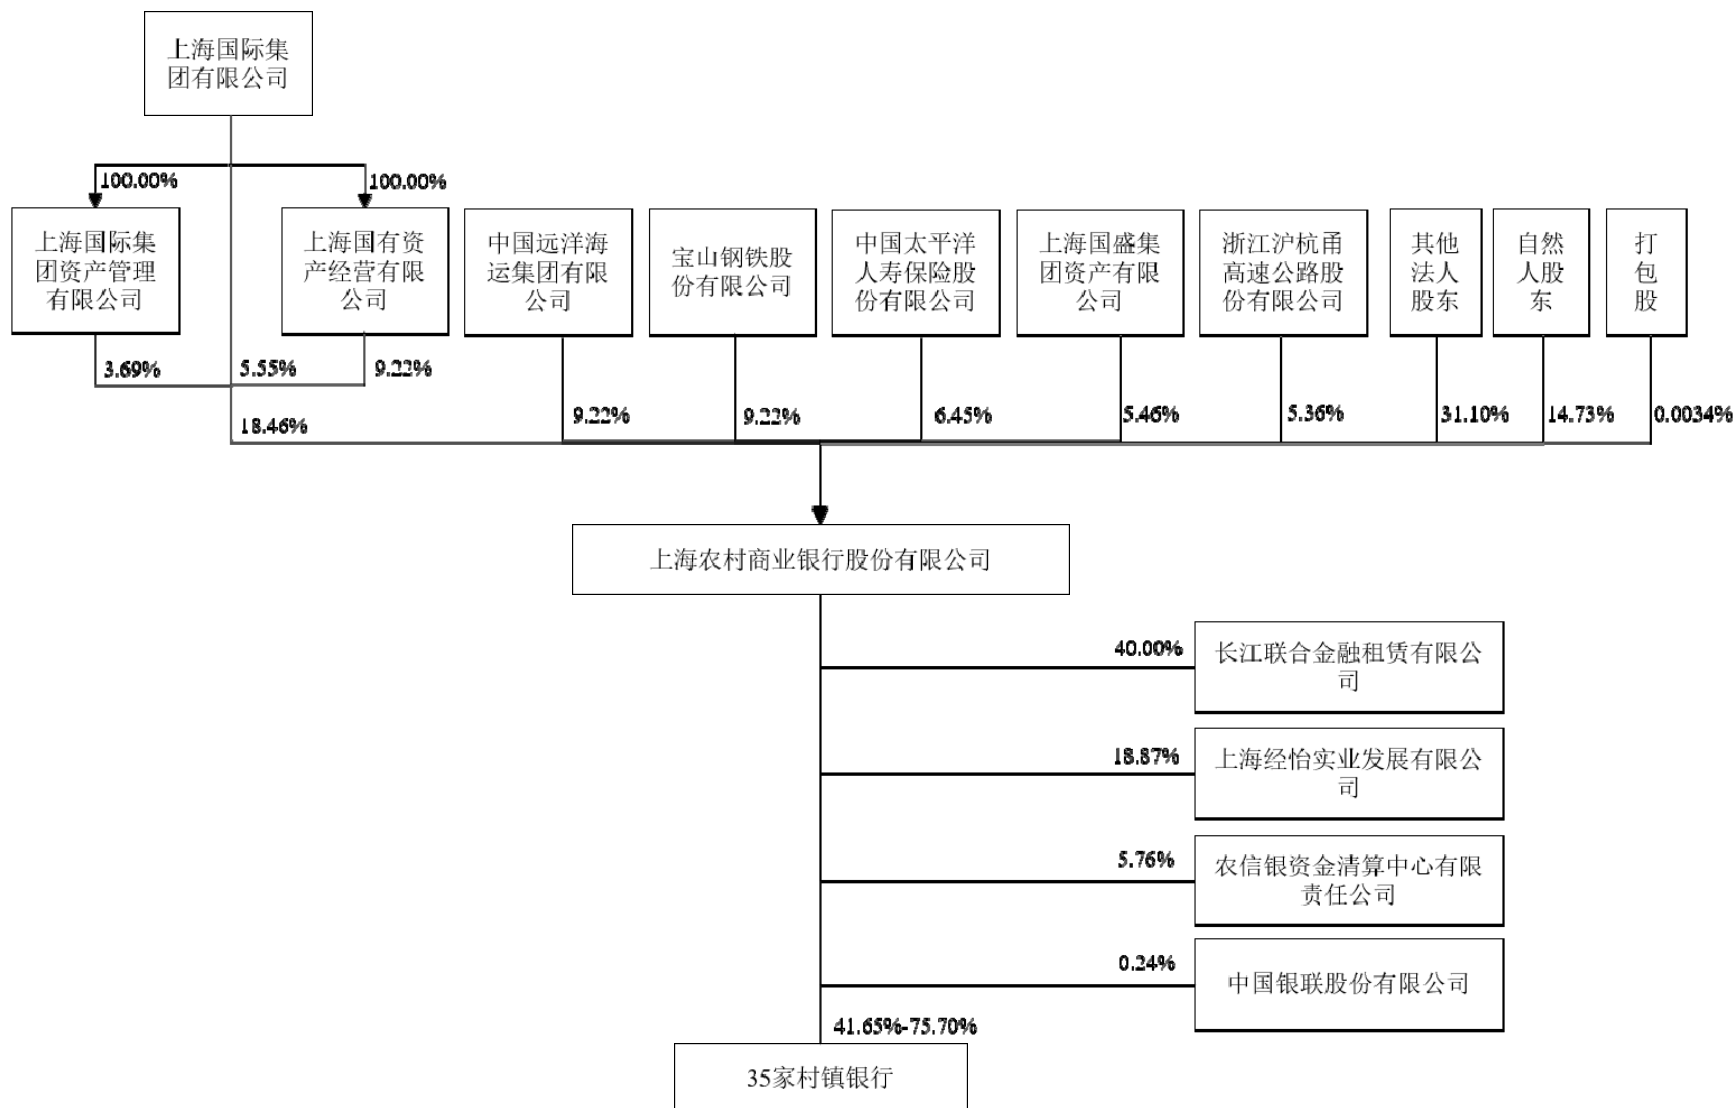 上海国际集
团有限公司
100.00%
100.00%
上海国际集
团资产管理
有限公司
上海国有资
产经营有限
公司
中国远洋海
运集团有限
公司
宝山钢铁股
份有限公司
中国太平洋
人寿保险股
份有限公司
上海国盛集
团资产有限
公司
浙江沪杭甬
高速公路股
份有限公司
其他
法人
股东
自然
人股
东
打
包
股
3.69%
5.55%
9.22%
18.46%
9.22%
9.22%
6.45%
5.46%
5.36%
31.10%
14.73%
0.0034%
上海农村商业银行股份有限公司
40.00%
长江联合金融租赁有限公
司
18.87%
上海经怡实业发展有限公
司
5.76%
农信银资金清算中心有限
责任公司
0.24%
中国银联股份有限公司
41.65%-75.70%
35家村镇银行